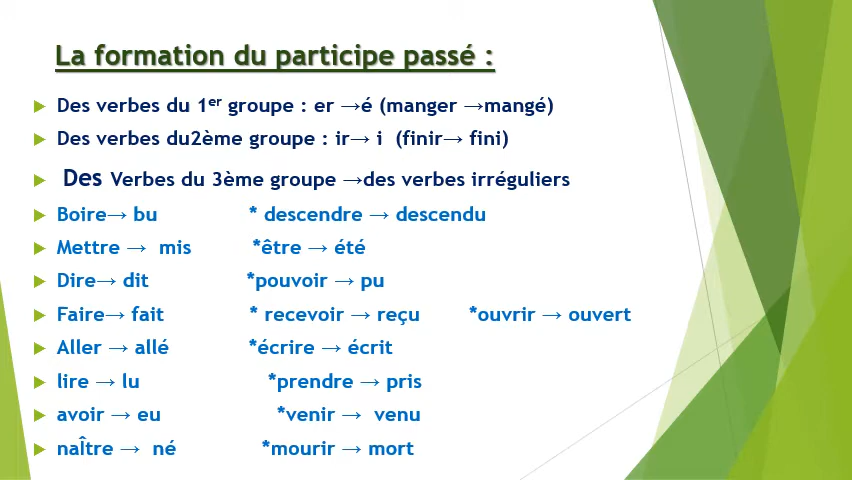 La formation du participe passé :
Des verbes du 1er groupe : er →é (manger →mangé)
Des verbes du2ème groupe : ir→ i (finir→ fini)
Des Verbes du 3ème groupe →des verbes irréguliers
Boire→ bu * descendre → descendu
Mettre → mis *être → été
Dire→ dit *pouvoir → pu
Faire→ fait * recevoir → reçu *ouvrir → ouvert
Aller → allé *écrire → écrit
lire → lu *prendre → pris
avoir → eu *venir → venu
naÎtre → né *mourir → mort